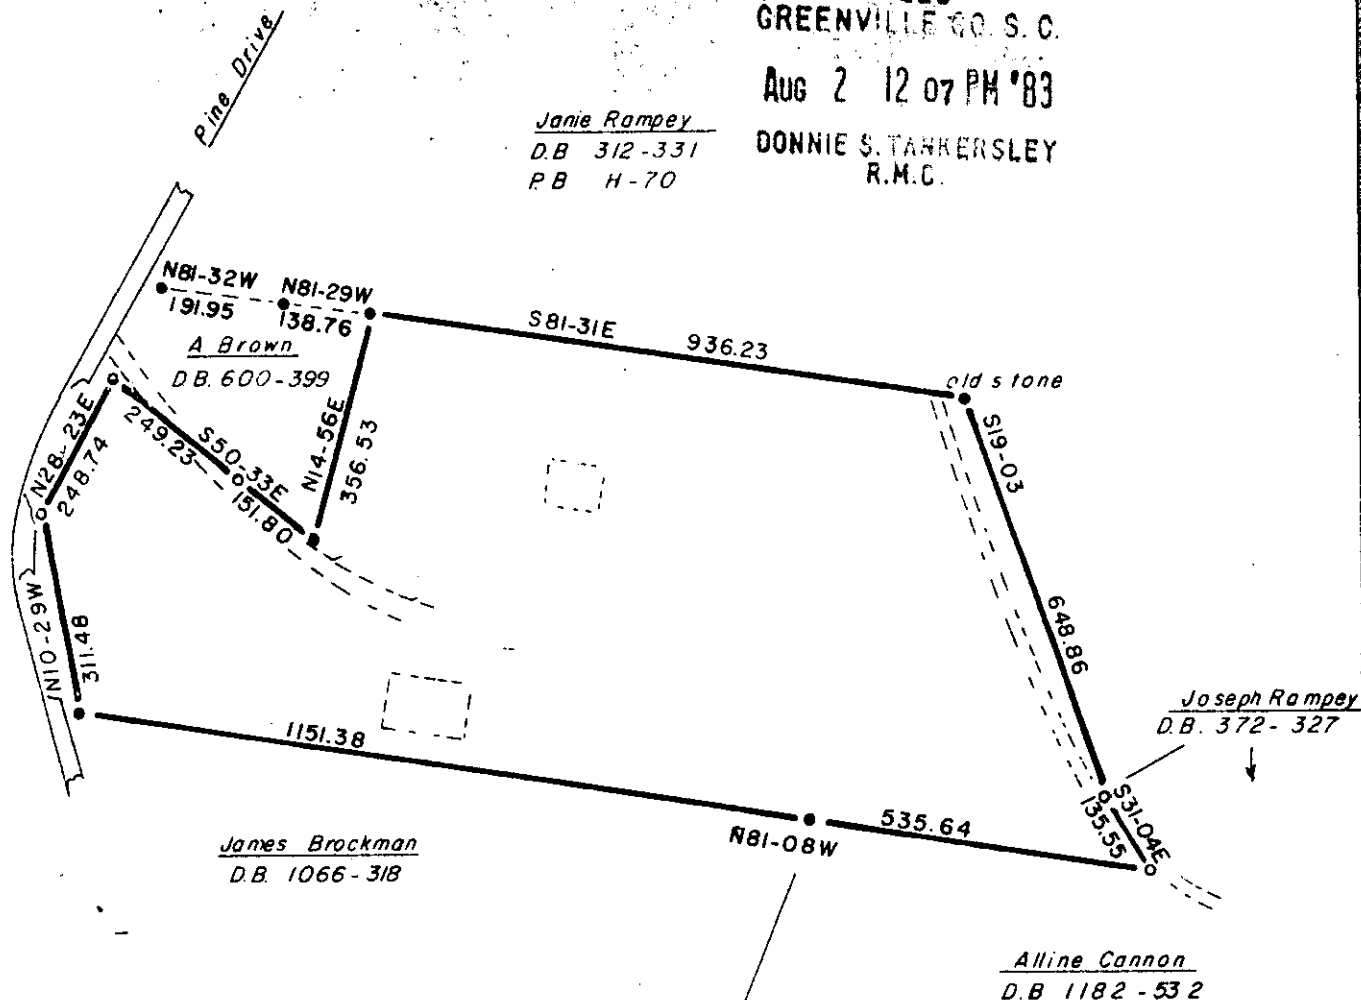 GREENVILLE CO. S. C.
Aug 2 12 07 PM '83
DONNIE S. TANKERSLEY
R.M.C.
Pine Drive
Janie Rampey
D.B 312-331
P.B H-70
N81-32W
191.95
N81-29W
138.76
S81-31E
936.23
A Brown
D.B. 600-399
old stone
N28-23E
248.74
249.23
S50-33E
151.80
N14-56E
356.53
S19-03
648.86
N10-29W
311.48
Joseph Rampey
D.B. 372-327
S31-04E
135.55
1151.38
N81-08W
535.64
James Brockman
D.B. 1066-318
Alline Cannon
D.B 1182-532